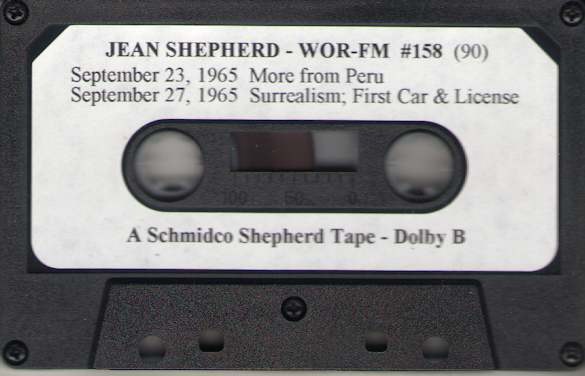 JEAN SHEPHERD - WOR-FM #158 (90)
September 23, 1965 More from Peru
September 27, 1965 Surrealism; First Car & License
100 50 0
A Schmidco Shepherd Tape - Dolby B